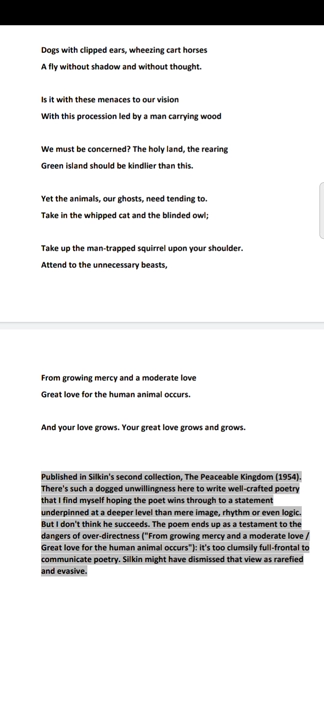 Dogs with clipped ears, wheezing cart horses
A fly without shadow and without thought.
Is it with these menaces to our vision
With this procession led by a man carrying wood
We must be concerned? The holy land, the rearing
Green island should be kindlier than this.
Yet the animals, our ghosts, need tending to.
Take in the whipped cat and the blinded owl;
Take up the man-trapped squirrel upon your shoulder.
Attend to the unnecessary beasts,
From growing mercy and a moderate love
Great love for the human animal occurs.
And your love grows. Your great love grows and grows.
Published in Silkin's second collection, The Peaceable Kingdom (1954).
There's such a dogged unwillingness here to write well-crafted poetry
that I find myself hoping the poet wins through to a statement
underpinned at a deeper level than mere image, rhythm or even logic.
But I don't think he succeeds. The poem ends up as a testament to the
dangers of over-directness ("From growing mercy and a moderate love /
Great love for the human animal occurs"): it's too clumsily full-frontal to
communicate poetry. Silkin might have dismissed that view as rarefied
and evasive.